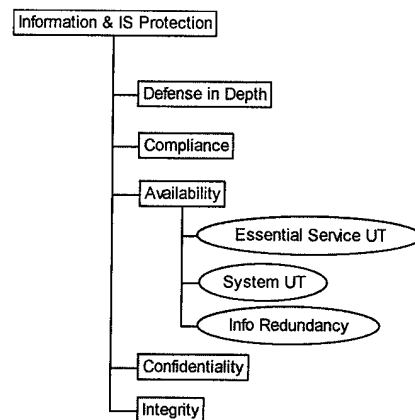 Information & IS Protection
Defense in Depth
Compliance
Availability
Essential Service UT
System UT
Info Redundancy
Confidentiality
Integrity